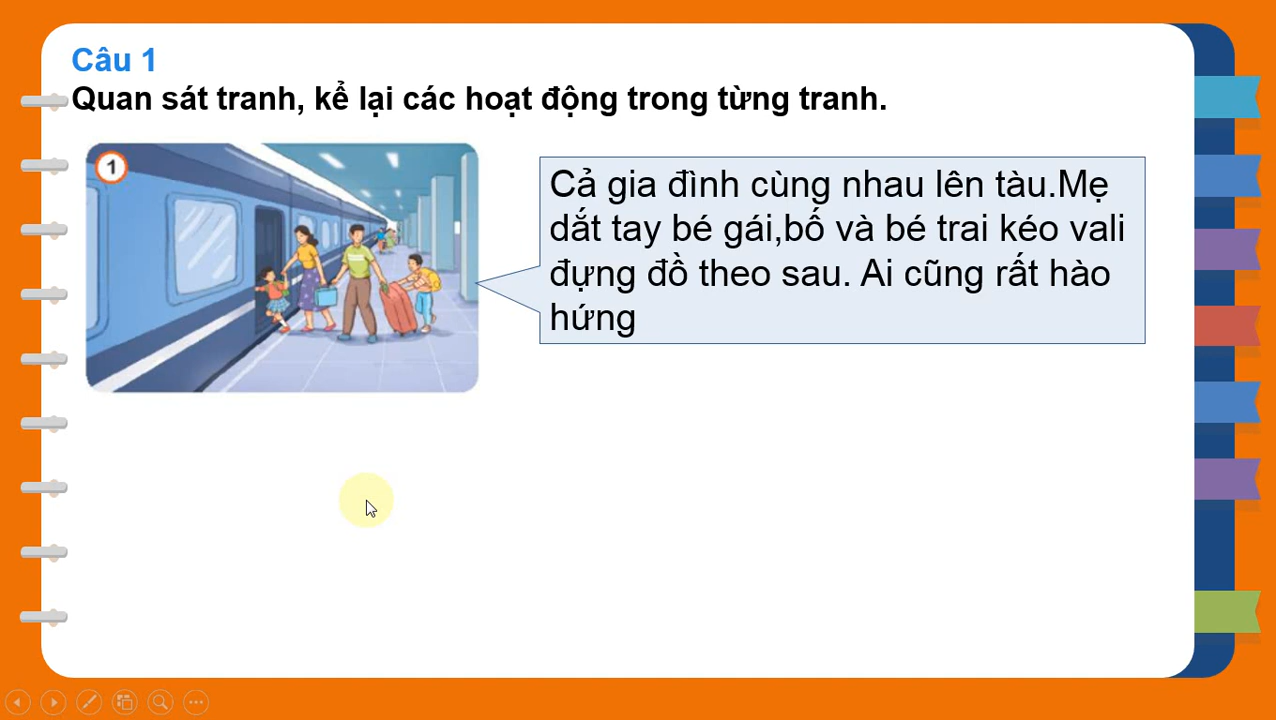 Câu 1
Quan sát tranh, kể lại các hoạt động trong từng tranh.
1
Cả gia đình cùng nhau lên tàu.Mẹ
dắt tay bé gái,bố và bé trai kéo vali
đựng đồ theo sau. Ai cũng rất hào
hứng